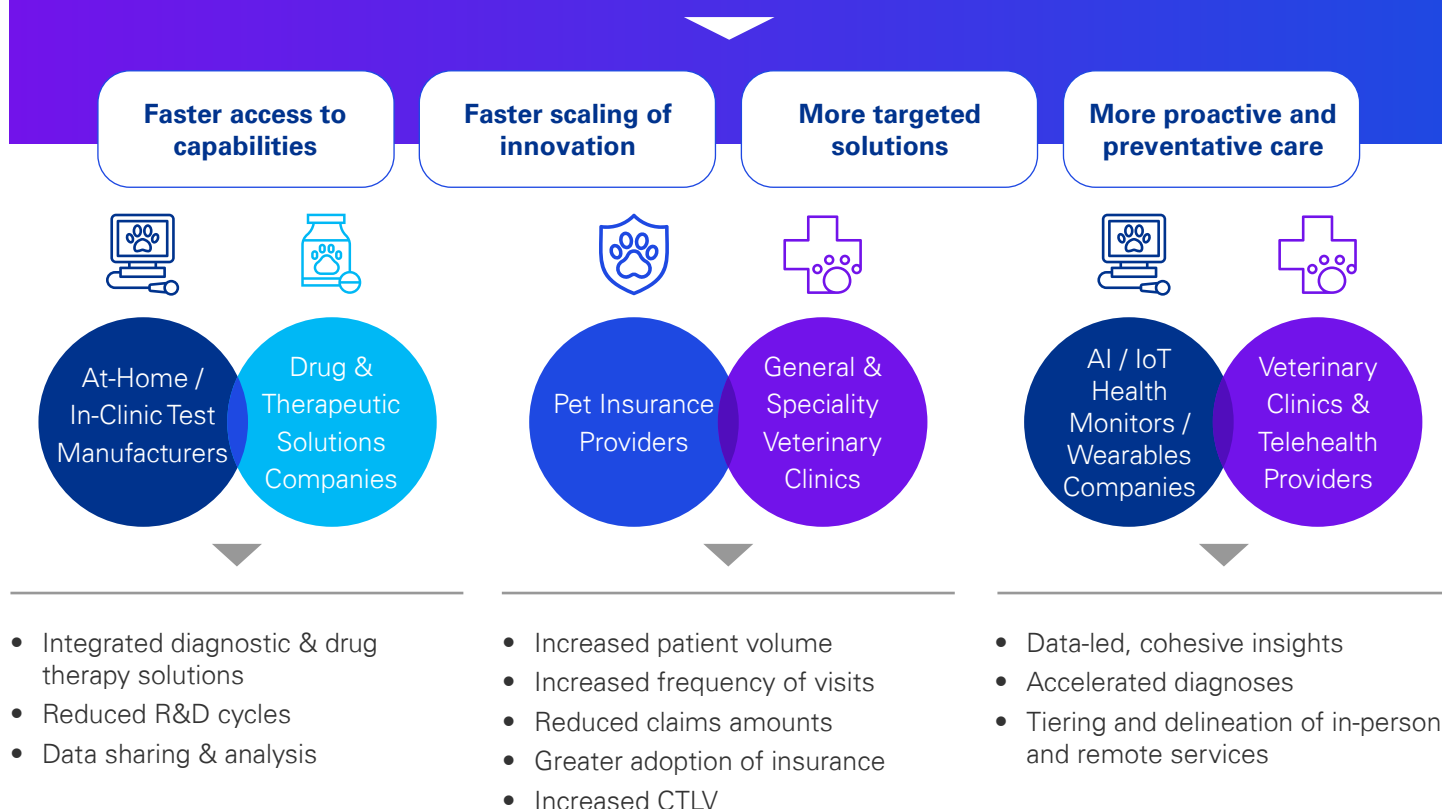 Faster access to
capabilities
Faster scaling of
innovation
More targeted
solutions
More proactive and
preventative care
At-Home /
In-Clinic Test
Manufacturers
Drug &
Therapeutic
Solutions
Companies
Pet Insurance
Providers
General &
Speciality
Veterinary
Clinics
AI / IoT
Health
Monitors /
Wearables
Companies
Veterinary
Clinics &
Telehealth
Providers
• Integrated diagnostic & drug
therapy solutions
• Reduced R&D cycles
• Data sharing & analysis
• Increased patient volume
• Increased frequency of visits
• Reduced claims amounts
• Greater adoption of insurance
• Increased CTLV
• Data-led, cohesive insights
• Accelerated diagnoses
• Tiering and delineation of in-person
and remote services